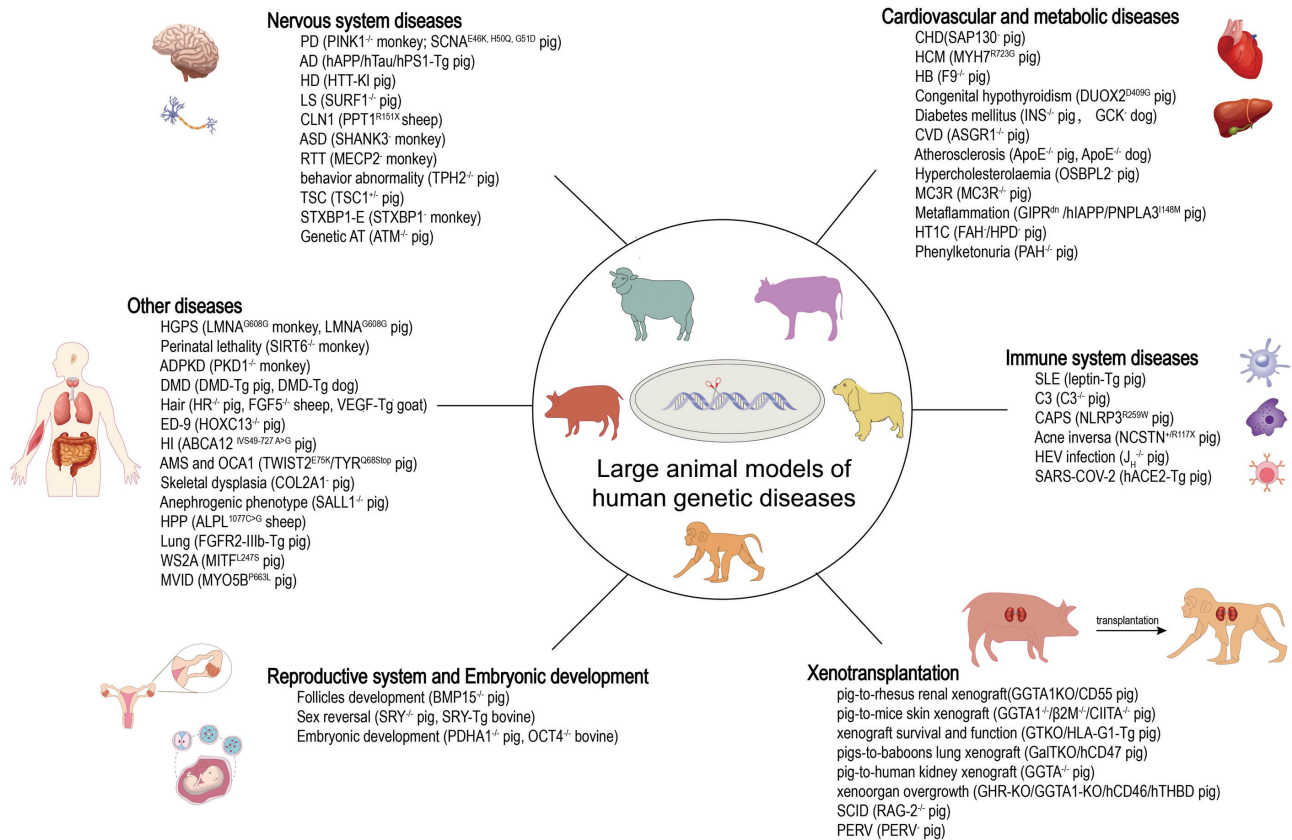 Nervous system diseases
PD (PINK1⁻/⁻ monkey; SCNAᴱ⁴⁶ᴷ, ᴴ⁵⁰Q, ᴳ⁵¹ᴰ pig)
AD (hAPP/hTau/hPS1-Tg pig)
HD (HTT-KI pig)
LS (SURF1⁻/⁻ pig)
CLN1 (PPT1ᴿ¹⁵¹ˣ sheep)
ASD (SHANK3⁻ monkey)
RTT (MECP2⁻ monkey)
behavior abnormality (TPH2⁻/⁻ pig)
TSC (TSC1⁺/⁻ pig)
STXBP1-E (STXBP1⁻ monkey)
Genetic AT (ATM⁻/⁻ pig)
Cardiovascular and metabolic diseases
CHD(SAP130⁻ pig)
HCM (MYH7ᴿ⁷²³ᴳ pig)
HB (F9⁻/⁻ pig)
Congenital hypothyroidism (DUOX2ᴰ⁴⁰⁹ᴳ pig)
Diabetes mellitus (INS⁻/⁻ pig， GCK⁻ dog)
CVD (ASGR1⁻/⁻ pig)
Atherosclerosis (ApoE⁻/⁻ pig, ApoE⁻/⁻ dog)
Hypercholesterolaemia (OSBPL2⁻ pig)
MC3R (MC3R⁻/⁻ pig)
Metaflammation (GIPRᵈⁿ /hIAPP/PNPLA3ᴵ¹⁴⁸ᴹ pig)
HT1C (FAH⁻/HPD⁻ pig)
Phenylketonuria (PAH⁻/⁻ pig)
Other diseases
HGPS (LMNAᴳ⁶⁰⁸ᴳ monkey, LMNAᴳ⁶⁰⁸ᴳ pig)
Perinatal lethality (SIRT6⁻/⁻ monkey)
ADPKD (PKD1⁻/⁻ monkey)
DMD (DMD-Tg pig, DMD-Tg dog)
Hair (HR⁻/⁻ pig, FGF5⁻/⁻ sheep, VEGF-Tg goat)
ED-9 (HOXC13⁻/⁻ pig)
HI (ABCA12 IVS49-727 A>G pig)
AMS and OCA1 (TWIST2ᴱ⁷⁵ᴷ/TYRQ68Stop pig)
Skeletal dysplasia (COL2A1⁻ pig)
Anephrogenic phenotype (SALL1⁻/⁻ pig)
HPP (ALPL1077C>G sheep)
Lung (FGFR2-IIIb-Tg pig)
WS2A (MITFᴸ²⁴⁷ˢ pig)
MVID (MYO5Bᴾ⁶⁶³ᴸ pig)
Large animal models of
human genetic diseases
Immune system diseases
SLE (leptin-Tg pig)
C3 (C3⁻/⁻ pig)
CAPS (NLRP3ᴿ²⁵⁹ᵂ pig)
Acne inversa (NCSTN⁺/ᴿ¹¹⁷ˣ pig)
HEV infection (Jₕ⁻/⁻ pig)
SARS-COV-2 (hACE2-Tg pig)
Reproductive system and Embryonic development
Follicles development (BMP15⁻/⁻ pig)
Sex reversal (SRY⁻/⁻ pig, SRY-Tg bovine)
Embryonic development (PDHA1⁻/⁻ pig, OCT4⁻/⁻ bovine)
transplantation
Xenotransplantation
pig-to-rhesus renal xenograft(GGTA1KO/CD55 pig)
pig-to-mice skin xenograft (GGTA1⁻/⁻/β2M⁻/⁻/CIITA⁻/⁻ pig)
xenograft survival and function (GTKO/HLA-G1-Tg pig)
pigs-to-baboons lung xenograft (GalTKO/hCD47 pig)
pig-to-human kidney xenograft (GGTA⁻/⁻ pig)
xenoorgan overgrowth (GHR-KO/GGTA1-KO/hCD46/hTHBD pig)
SCID (RAG-2⁻/⁻ pig)
PERV (PERV⁻ pig)